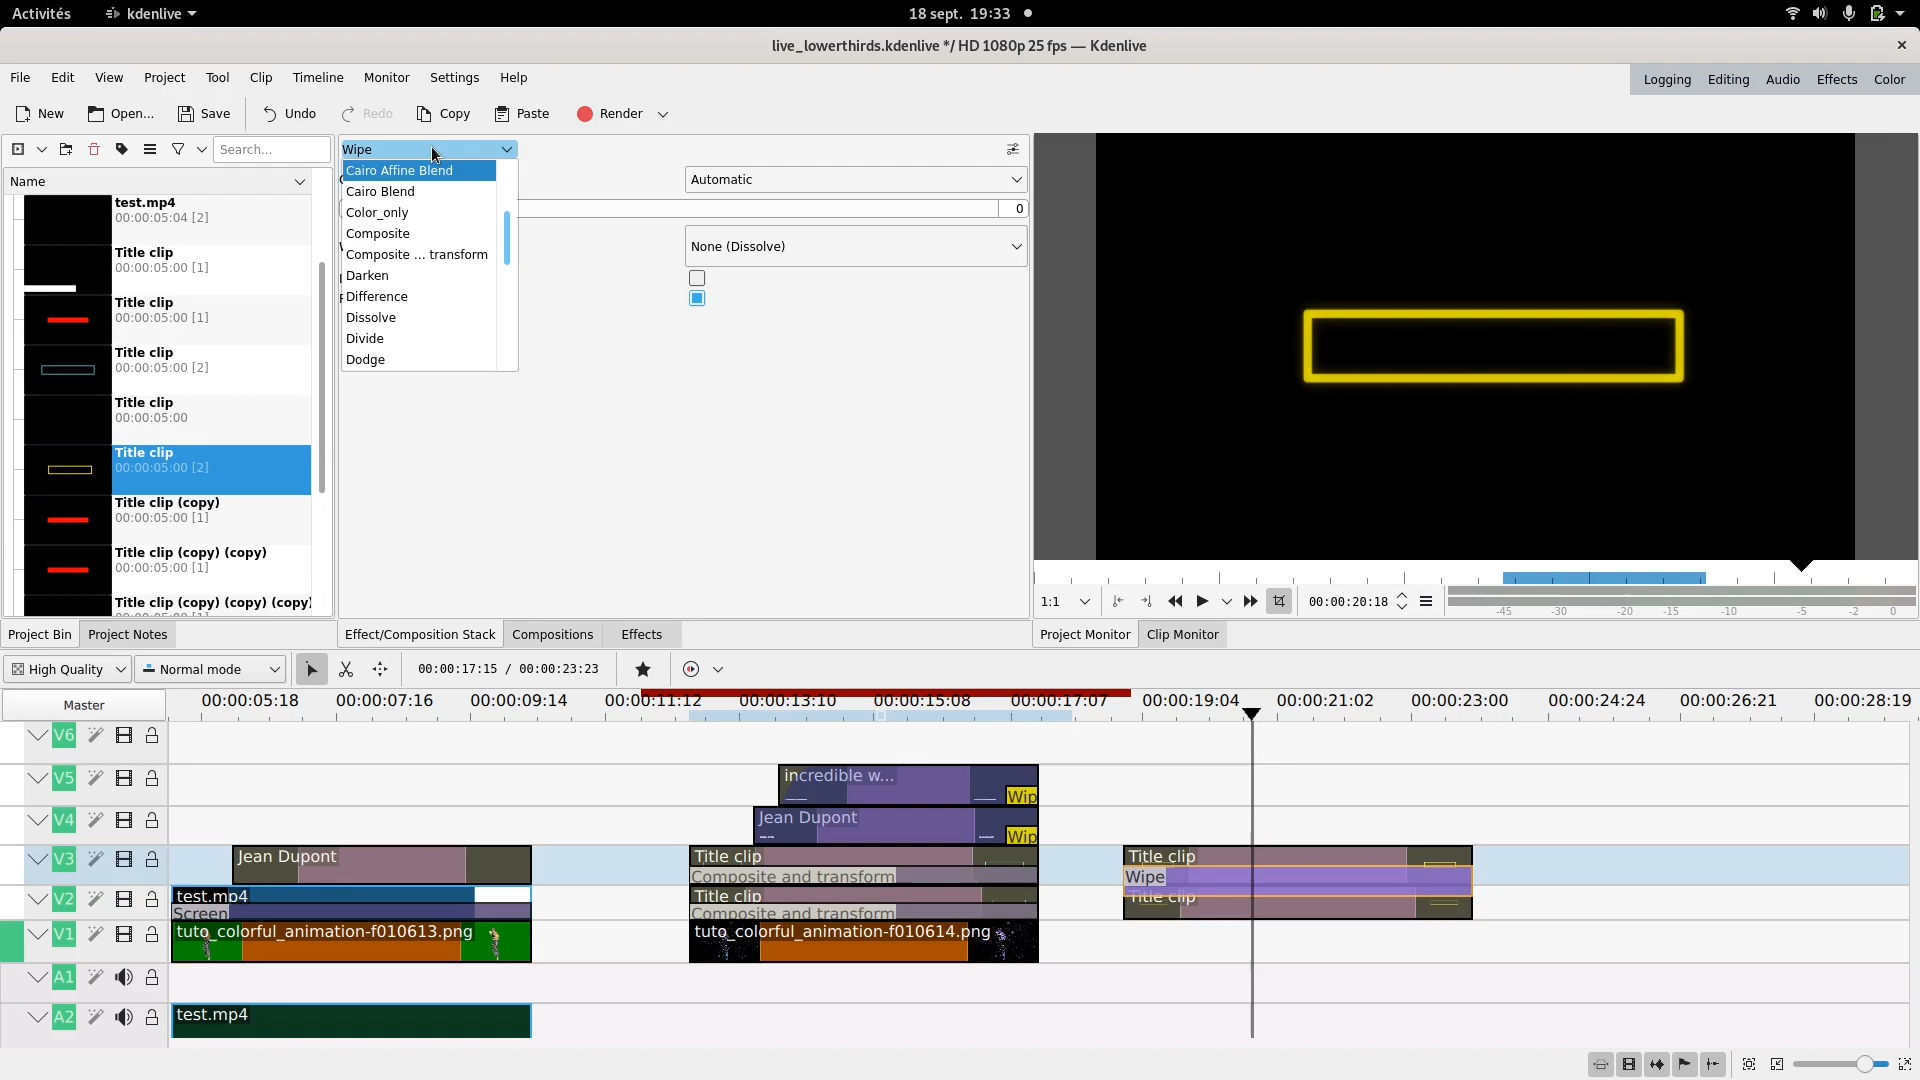 Activités
kdenlive
18 sept. 19:33
live_lowerthirds.kdenlive */ HD 1080p 25 fps — Kdenlive
File Edit View Project Tool Clip Timeline Monitor Settings Help
Logging Editing Audio Effects Color
New Open... Save Undo Redo Copy Paste Render
Search...
Name
test.mp4
00:00:05:04 [2]
Title clip
00:00:05:00 [1]
Title clip
00:00:05:00 [1]
Title clip
00:00:05:00 [2]
Title clip
00:00:05:00
Title clip
00:00:05:00 [2]
Title clip (copy)
00:00:05:00 [1]
Title clip (copy) (copy)
00:00:05:00 [1]
Title clip (copy) (copy) (copy)
Project Bin Project Notes
Wipe
Cairo Affine Blend
Cairo Blend
Color_only
Composite
Composite ... transform
Darken
Difference
Dissolve
Divide
Dodge
Automatic
0
None (Dissolve)
Effect/Composition Stack Compositions Effects
1:1
00:00:20:18
-45 -30 -20 -15 -10 -5 -2 0
Project Monitor Clip Monitor
High Quality Normal mode 00:00:17:15 / 00:00:23:23
Master
00:00:05:18 00:00:07:16 00:00:09:14 00:00:11:12 00:00:13:10 00:00:15:08 00:00:17:07 00:00:19:04 00:00:21:02 00:00:23:00 00:00:24:24 00:00:26:21 00:00:28:19
V6
V5
incredible w...
Wip
V4
Jean Dupont
Wip
V3
Jean Dupont
Title clip
Composite and transform
Title clip
Wipe
V2
test.mp4
Screen
Title clip
Composite and transform
Title clip
V1
tuto_colorful_animation-f010613.png
tuto_colorful_animation-f010614.png
A1
A2
test.mp4